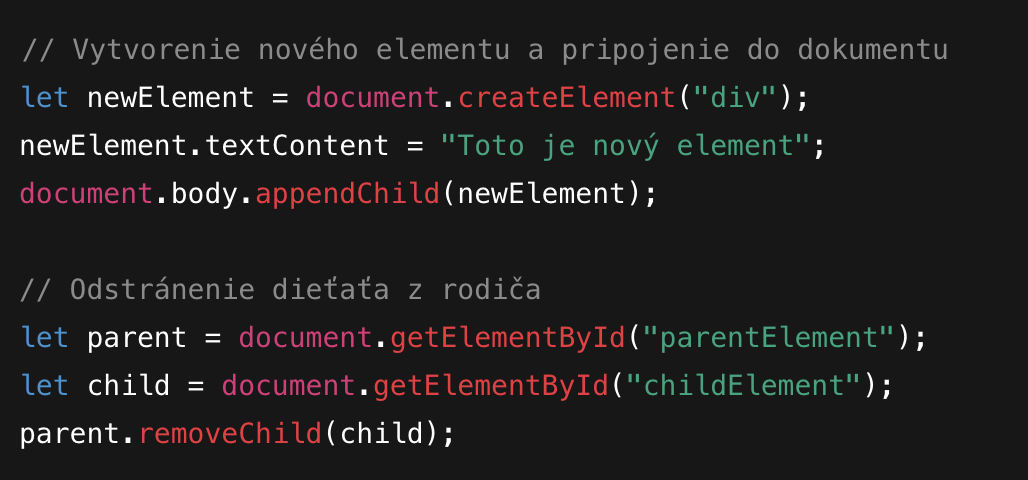 // Vytvorenie nového elementu a pripojenie do dokumentu
let newElement = document.createElement("div");
newElement.textContent = "Toto je nový element";
document.body.appendChild(newElement);

// Odstránenie dieťaťa z rodiča
let parent = document.getElementById("parentElement");
let child = document.getElementById("childElement");
parent.removeChild(child);